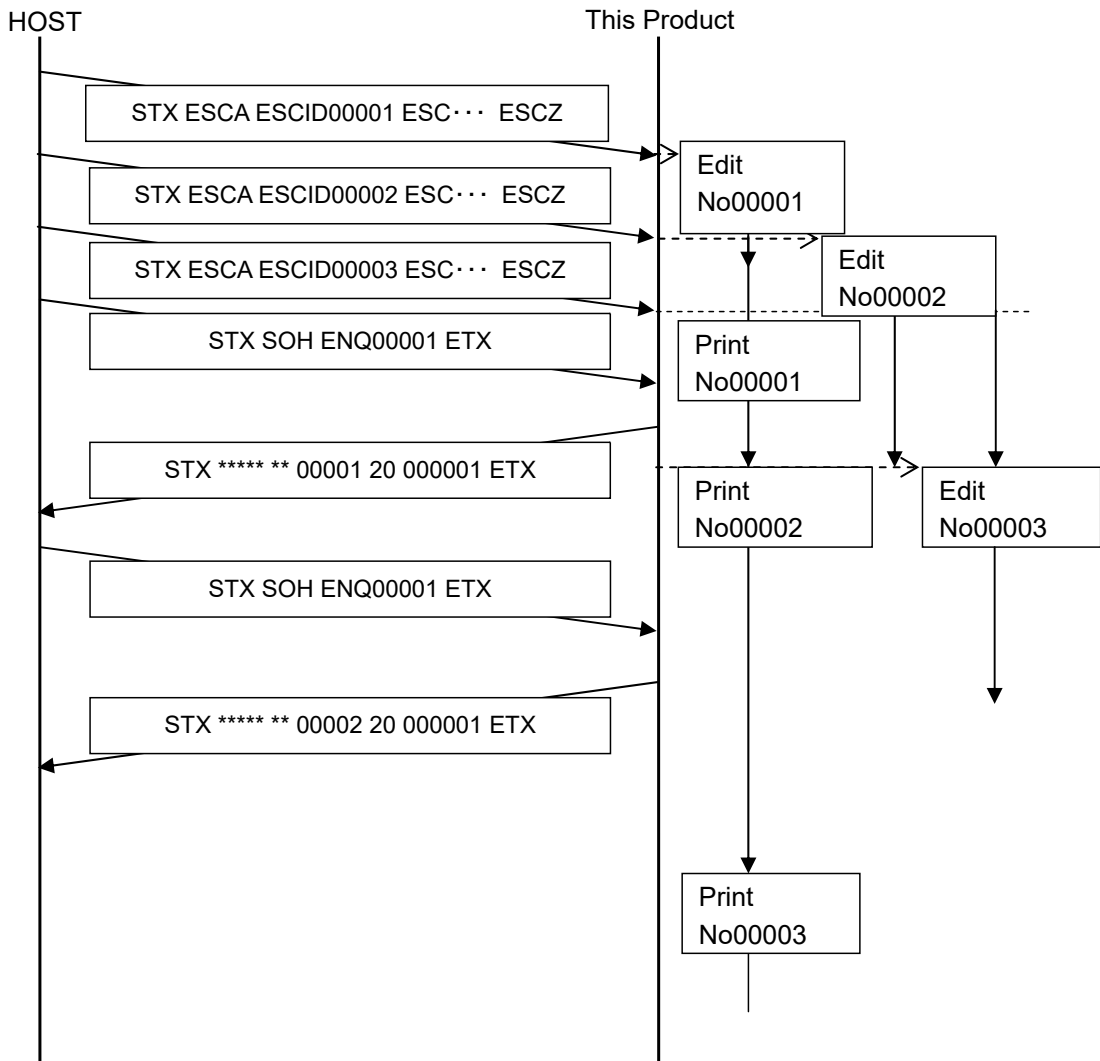 HOST
This Product
STX ESCA ESCID00001 ESC･･･ ESCZ
Edit
No00001
STX ESCA ESCID00002 ESC･･･ ESCZ
Edit
No00002
STX ESCA ESCID00003 ESC･･･ ESCZ
STX SOH ENQ00001 ETX
Print
No00001
STX ***** ** 00001 20 000001 ETX
Print
No00002
Edit
No00003
STX SOH ENQ00001 ETX
STX ***** ** 00002 20 000001 ETX
Print
No00003